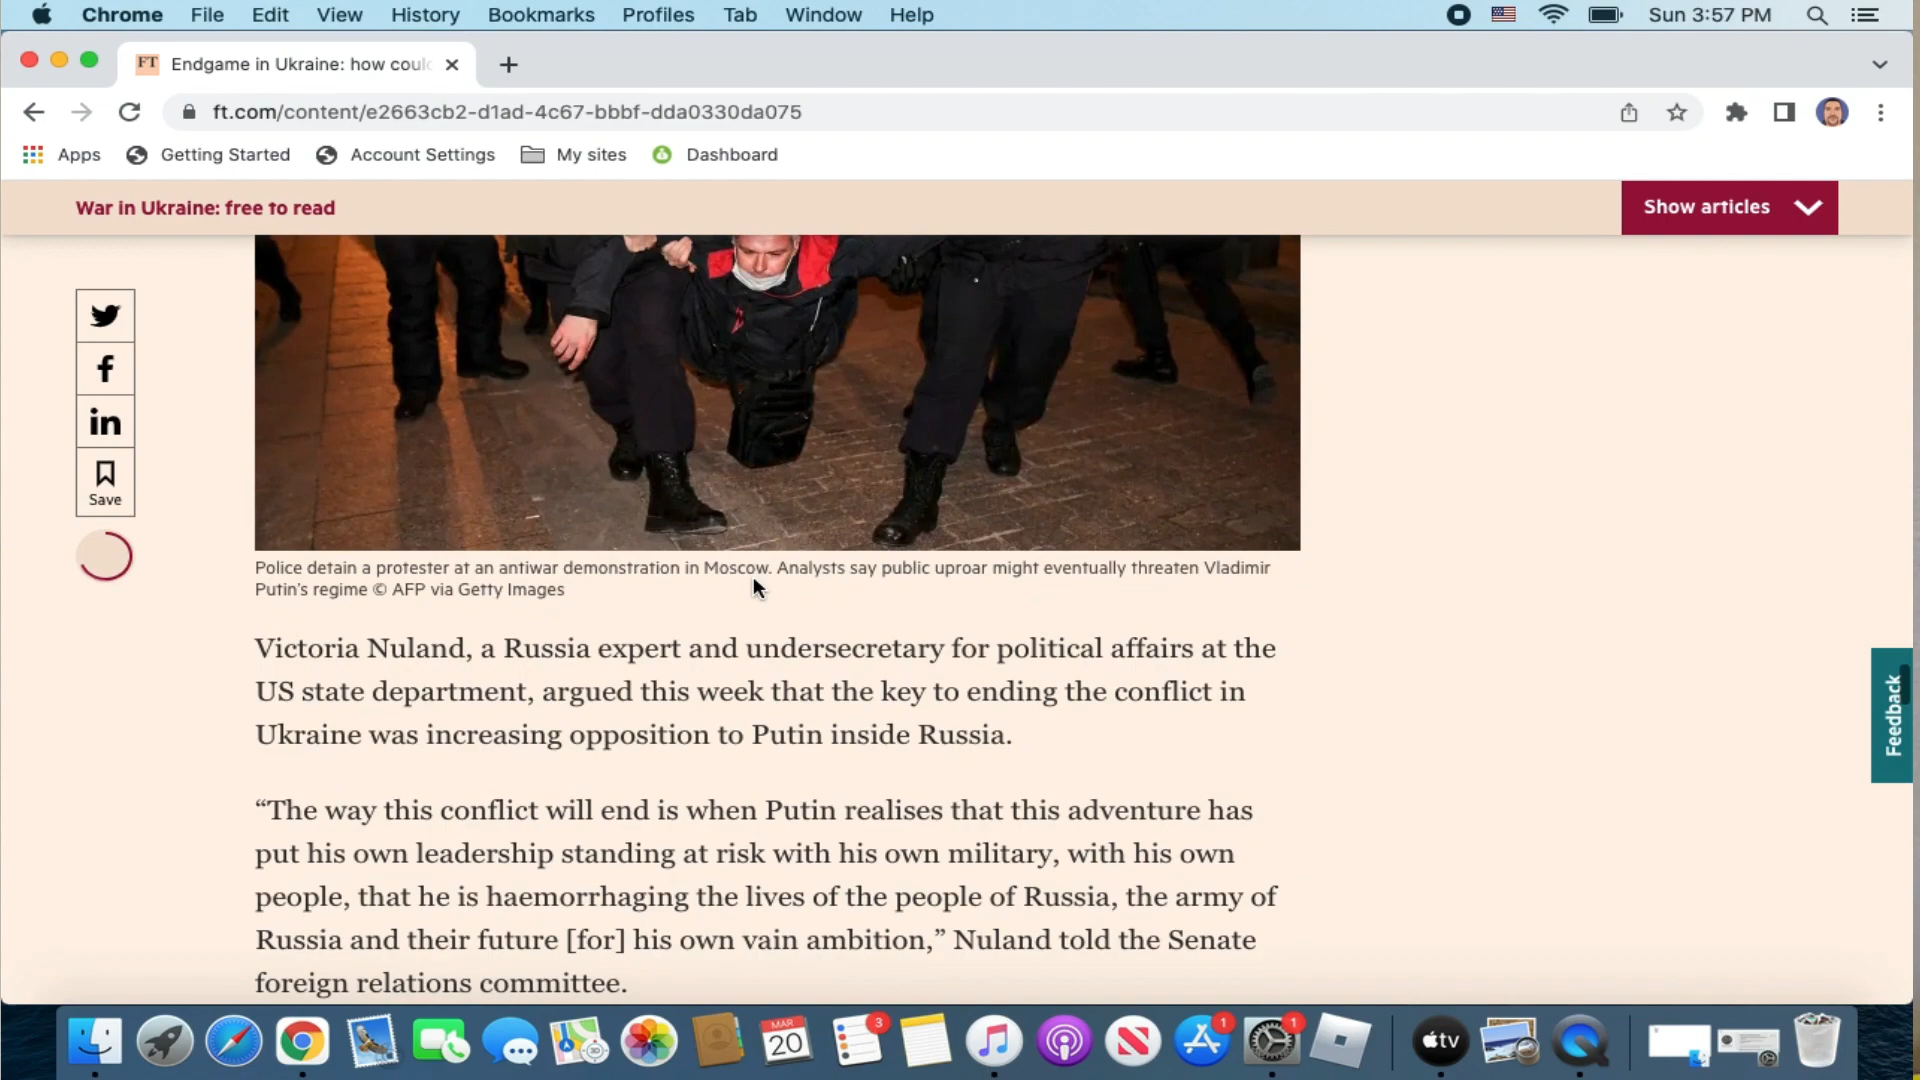 Chrome File Edit View History Bookmarks Profiles Tab Window Help Sun 3:57 PM
FT Endgame in Ukraine: how coul
ft.com/content/e2663cb2-d1ad-4c67-bbbf-dda0330da075
Apps Getting Started Account Settings My sites Dashboard
War in Ukraine: free to read
Show articles
f
in
Save
Police detain a protester at an antiwar demonstration in Moscow. Analysts say public uproar might eventually threaten Vladimir
Putin’s regime © AFP via Getty Images
Victoria Nuland, a Russia expert and undersecretary for political affairs at the
US state department, argued this week that the key to ending the conflict in
Ukraine was increasing opposition to Putin inside Russia.
“The way this conflict will end is when Putin realises that this adventure has
put his own leadership standing at risk with his own military, with his own
people, that he is haemorrhaging the lives of the people of Russia, the army of
Russia and their future [for] his own vain ambition,” Nuland told the Senate
foreign relations committee.
Feedback
MAR
20
3
1
1
tv